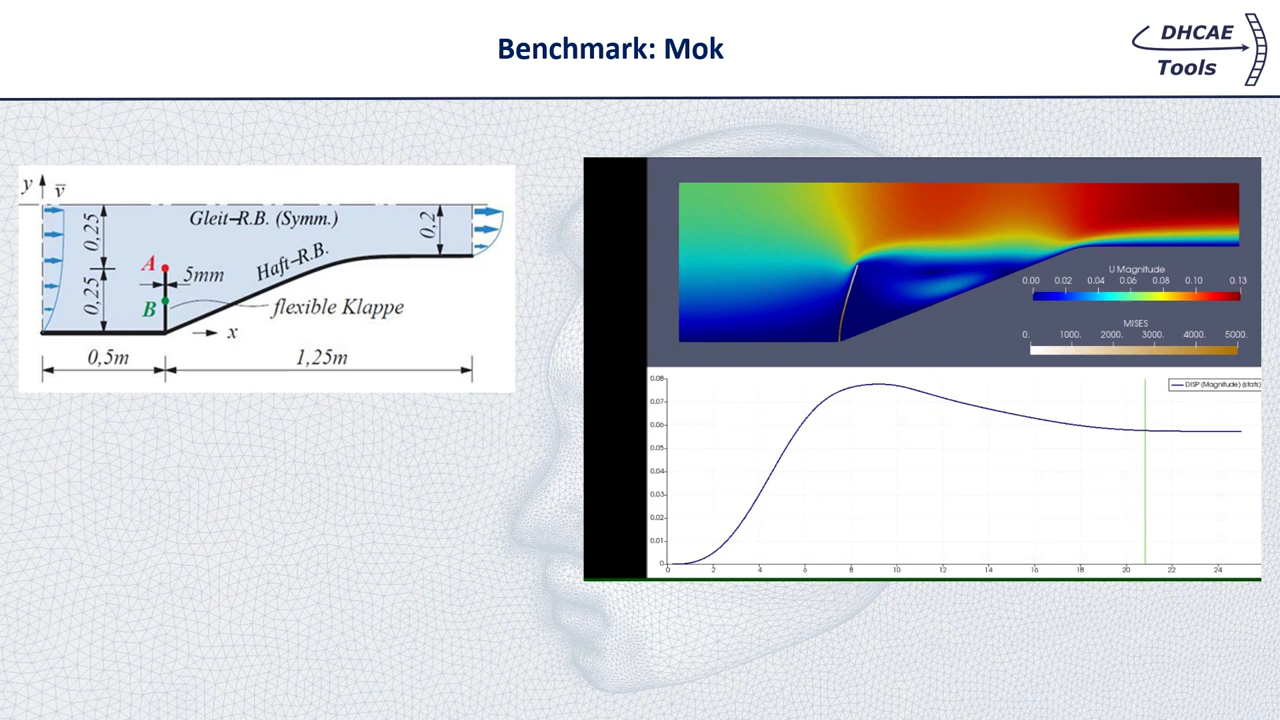 Benchmark: Mok
DHCAE
Tools
y
v̄
0,25
Gleit–R.B. (Symm.)
0,2
A
5mm
Haft–R.B.
0,25
B
flexible Klappe
x
0,5m
1,25m
U Magnitude
0.00 0.02 0.04 0.06 0.08 0.10 0.13
MISES
0. 1000. 2000. 3000. 4000. 5000.
DISP (Magnitude) (stats)
0.08
0.07
0.06
0.05
0.04
0.03
0.02
0.01
0
0 2 4 6 8 10 12 14 16 18 20 22 24